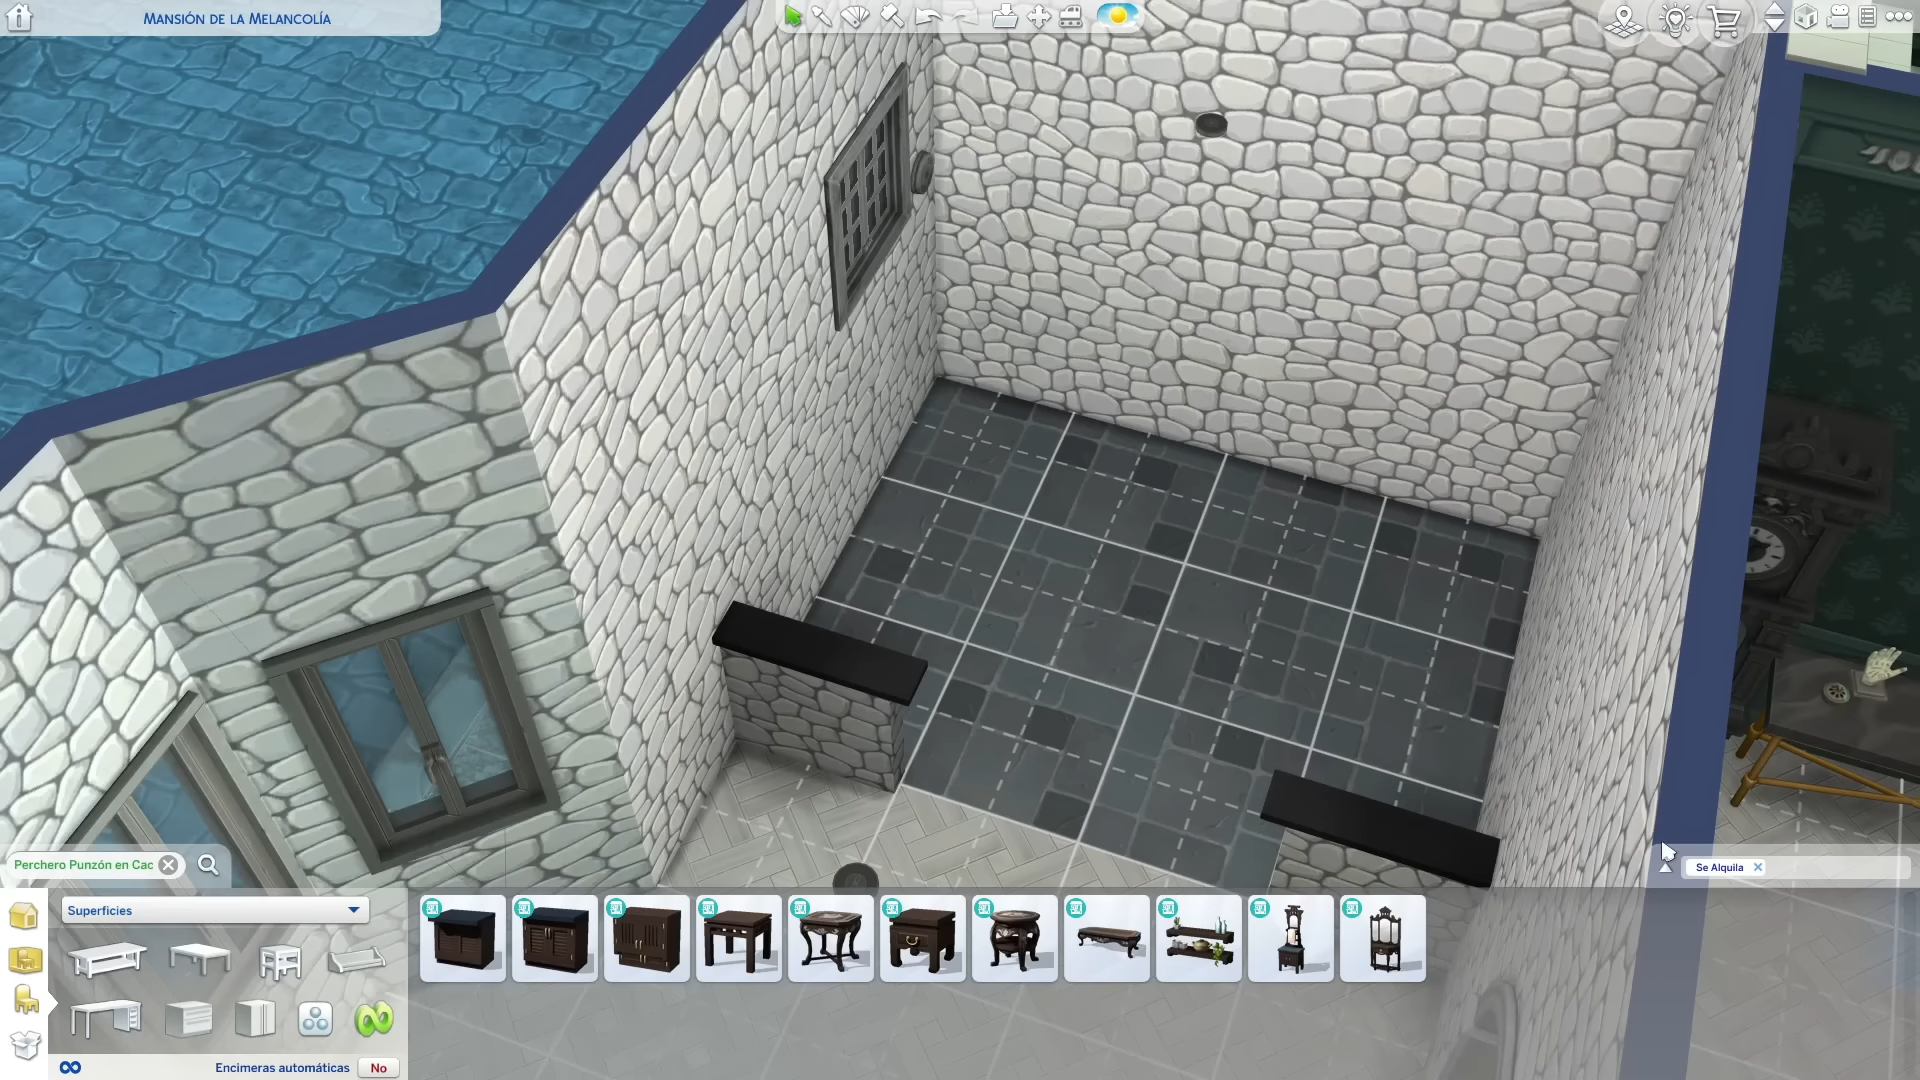 MANSIÓN DE LA MELANCOLÍA
Perchero Punzón en Cac
Se Alquila
Superficies
Encimeras automáticas
No